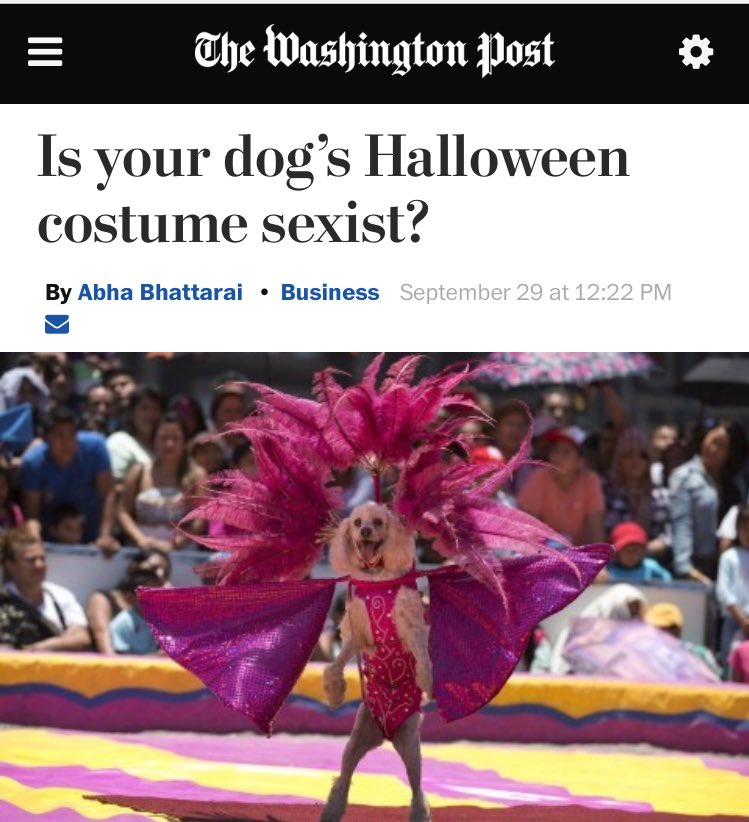 The Washington Post
Is your dog’s Halloween
costume sexist?
By Abha Bhattarai • Business September 29 at 12:22 PM